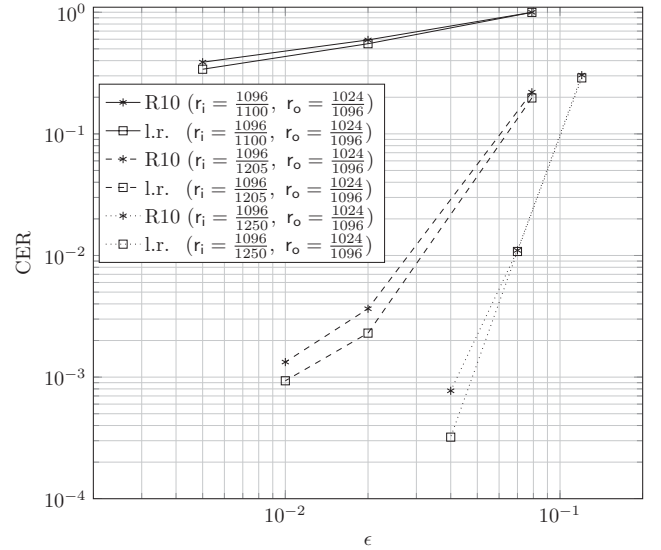 10^0
10^{-1}
10^{-2}
10^{-3}
10^{-4}
CER
R10 (r_i = 1096/1100, r_o = 1024/1096)
l.r. (r_i = 1096/1100, r_o = 1024/1096)
R10 (r_i = 1096/1205, r_o = 1024/1096)
l.r. (r_i = 1096/1205, r_o = 1024/1096)
R10 (r_i = 1096/1250, r_o = 1024/1096)
l.r. (r_i = 1096/1250, r_o = 1024/1096)
10^{-2} 10^{-1}
ϵ